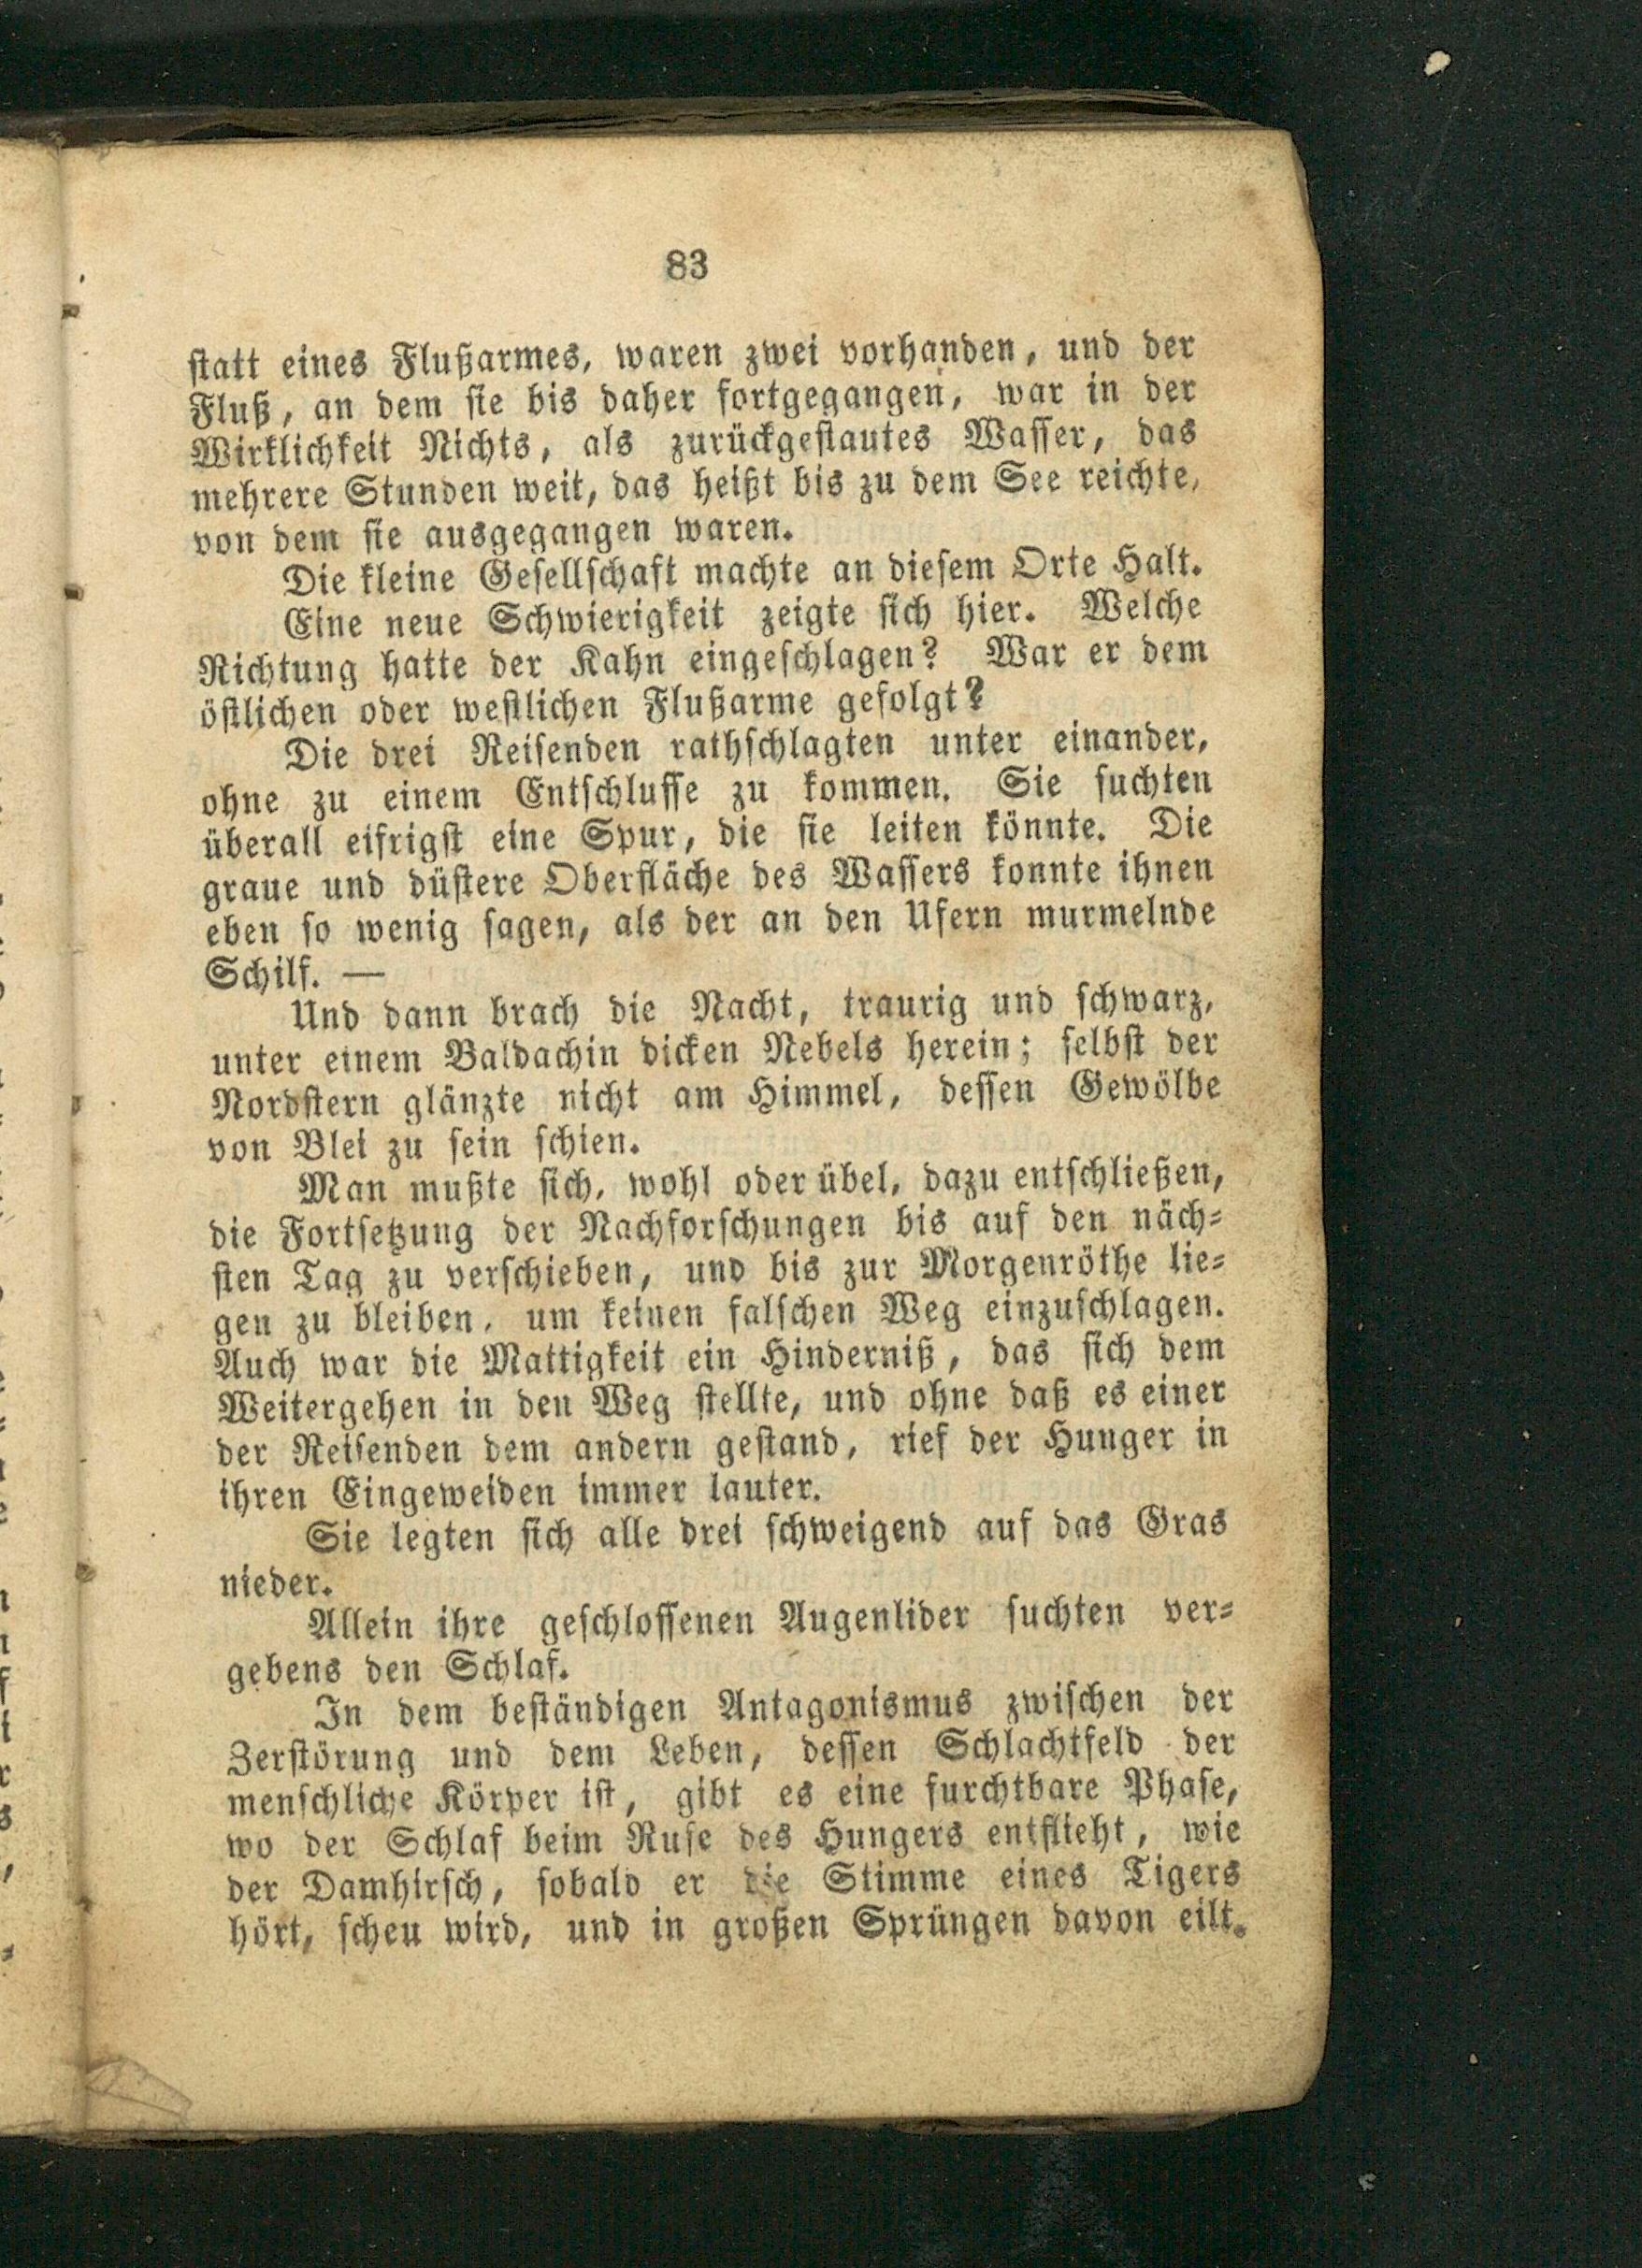 83
statt eines Flußarmes, waren zwei vorhanden, und der
Fluß, an dem sie bis daher fortgegangen, war in der
Wirklichkeit Nichts, als zurückgestautes Wasser, das
mehrere Stunden weit, das heißt bis zu dem See reichte,
von dem sie ausgegangen waren.
Die kleine Gesellschaft machte an diesem Orte Halt.
Eine neue Schwierigkeit zeigte sich hier. Welche
Richtung hatte der Kahn eingeschlagen? War er dem
östlichen oder westlichen Flußarme gefolgt?
Die drei Reisenden rathschlagten unter einander,
ohne zu einem Entschlusse zu kommen. Sie suchten
überall eifrigst eine Spur, die sie leiten könnte. Die
graue und düstere Oberfläche des Wassers konnte ihnen
eben so wenig sagen, als der an den Ufern murmelnde
Schilf. —
Und dann brach die Nacht, traurig und schwarz,
unter einem Baldachin dicken Nebels herein; selbst der
Nordstern glänzte nicht am Himmel, dessen Gewölbe
von Blei zu sein schien.
Man mußte sich, wohl oder übel, dazu entschließen,
die Fortsetzung der Nachforschungen bis auf den näch-
sten Tag zu verschieben, und bis zur Morgenröthe lie-
gen zu bleiben, um keinen falschen Weg einzuschlagen.
Auch war die Mattigkeit ein Hinderniß, das sich dem
Weitergehen in den Weg stellte, und ohne daß es einer
der Reisenden dem andern gestand, rief der Hunger in
ihren Eingeweiden immer lauter.
Sie legten sich alle drei schweigend auf das Gras
nieder.
Allein ihre geschlossenen Augenlider suchten ver-
gebens den Schlaf.
In dem beständigen Antagonismus zwischen der
Zerstörung und dem Leben, dessen Schlachtfeld der
menschliche Körper ist, gibt es eine furchtbare Phase,
wo der Schlaf beim Rufe des Hungers entflieht, wie
der Damhirsch, sobald er die Stimme eines Tigers
hört, scheu wird, und in großen Sprüngen davon eilt.